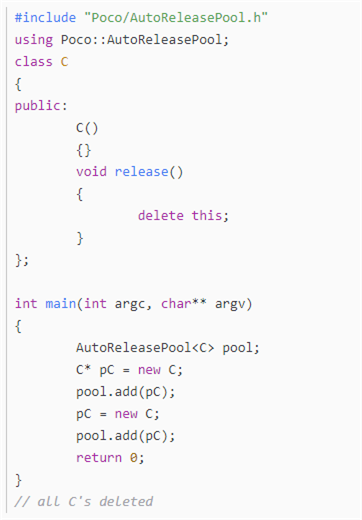 #include "Poco/AutoReleasePool.h"
using Poco::AutoReleasePool;
class C
{
public:
        C()
        {}
        void release()
        {
                delete this;
        }
};

int main(int argc, char** argv)
{
        AutoReleasePool<C> pool;
        C* pC = new C;
        pool.add(pC);
        pC = new C;
        pool.add(pC);
        return 0;
}
// all C's deleted